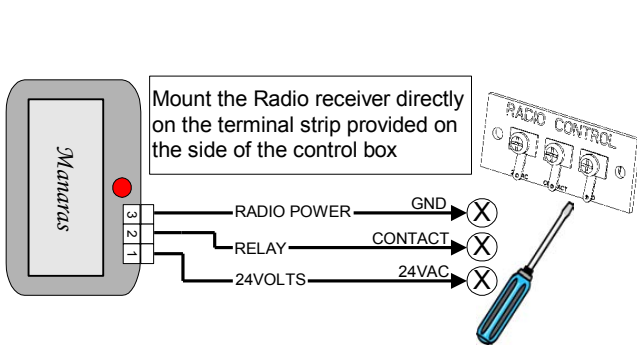 Mount the Radio receiver directly
on the terminal strip provided on
the side of the control box
Manaras
3
2
1
RADIO POWER
GND
RELAY
CONTACT
24VOLTS
24VAC
X
X
X
RADIO CONTROL